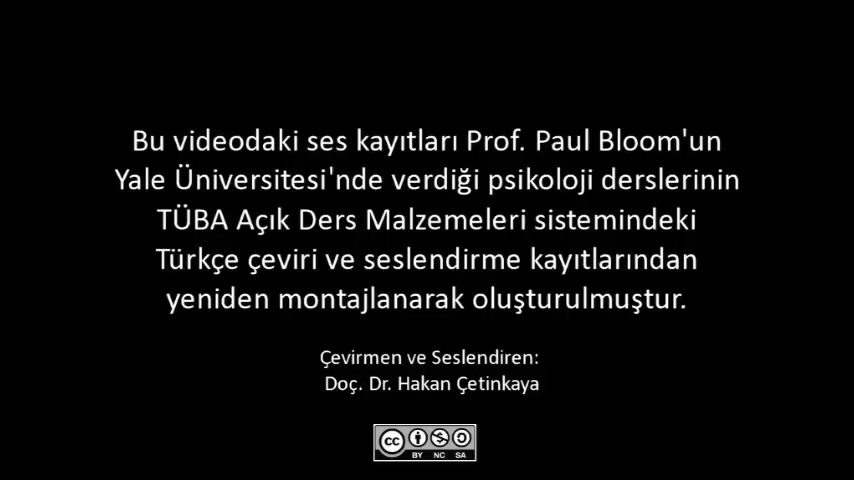 Bu videodaki ses kayıtları Prof. Paul Bloom'un
Yale Üniversitesi'nde verdiği psikoloji derslerinin
TÜBA Açık Ders Malzemeleri sistemindeki
Türkçe çeviri ve seslendirme kayıtlarından
yeniden montajlanarak oluşturulmuştur.
Çevirmen ve Seslendiren:
Doç. Dr. Hakan Çetinkaya
cc
BY NC SA